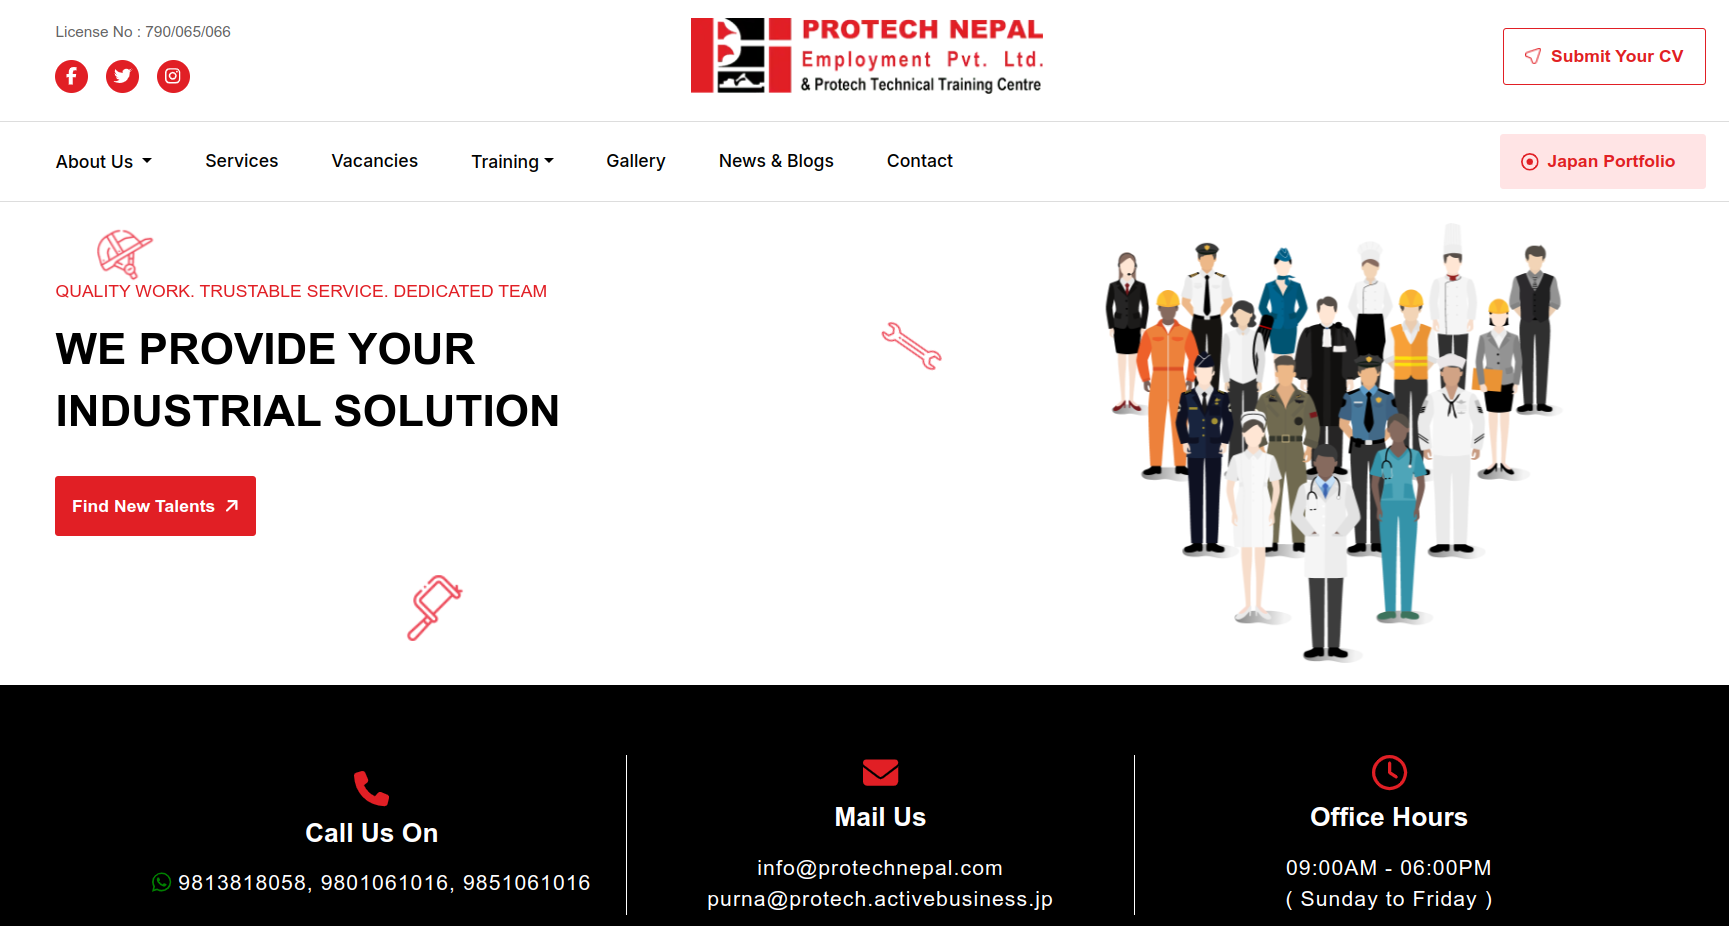 License No : 790/065/066
PROTECH NEPAL
Employment Pvt. Ltd.
& Protech Technical Training Centre
Submit Your CV
About Us
Services
Vacancies
Training
Gallery
News & Blogs
Contact
Japan Portfolio
QUALITY WORK. TRUSTABLE SERVICE. DEDICATED TEAM
WE PROVIDE YOUR
INDUSTRIAL SOLUTION
Find New Talents
Call Us On
9813818058, 9801061016, 9851061016
Mail Us
info@protechnepal.com
purna@protech.activebusiness.jp
Office Hours
09:00AM - 06:00PM
( Sunday to Friday )